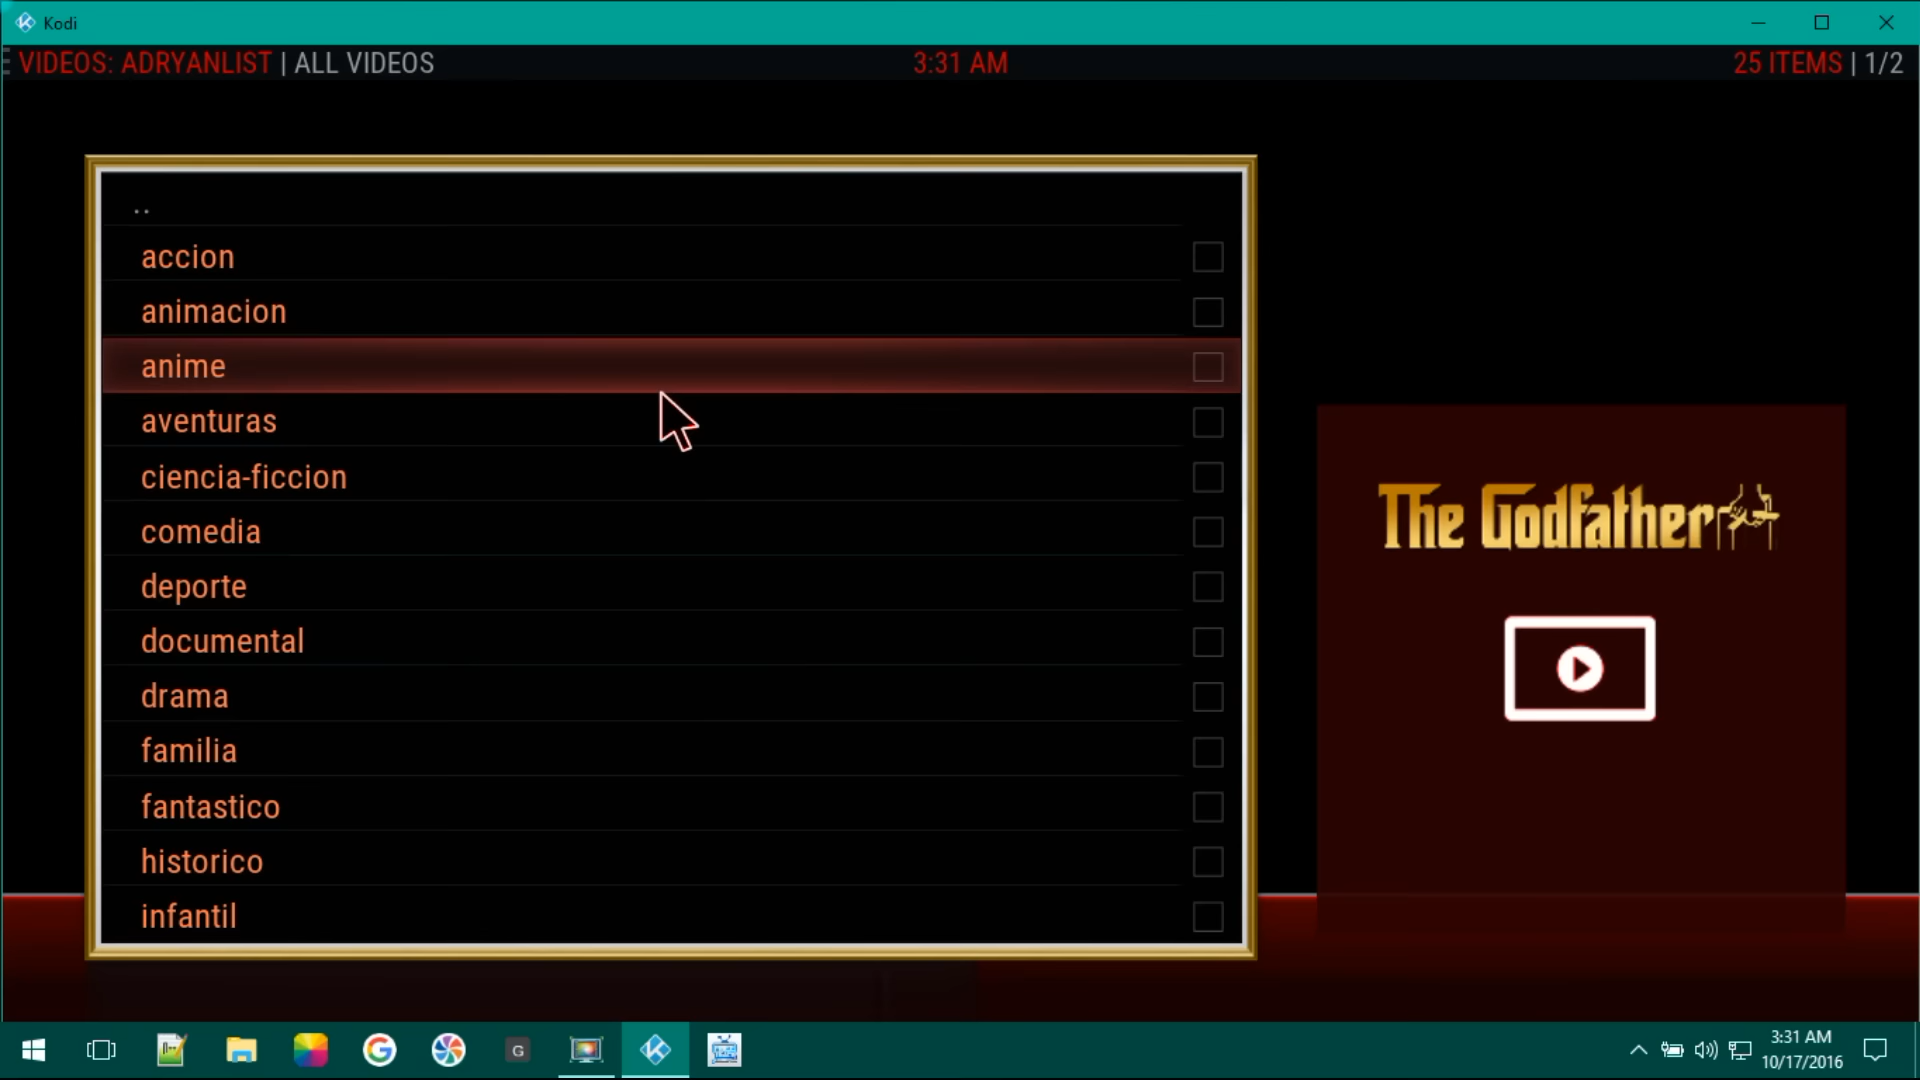 Kodi
VIDEOS: ADRYANLIST | ALL VIDEOS
3:31 AM
25 ITEMS | 1/2
..
accion
animacion
anime
aventuras
ciencia-ficcion
comedia
deporte
documental
drama
familia
fantastico
historico
infantil
The Godfather
G
G
3:31 AM
10/17/2016